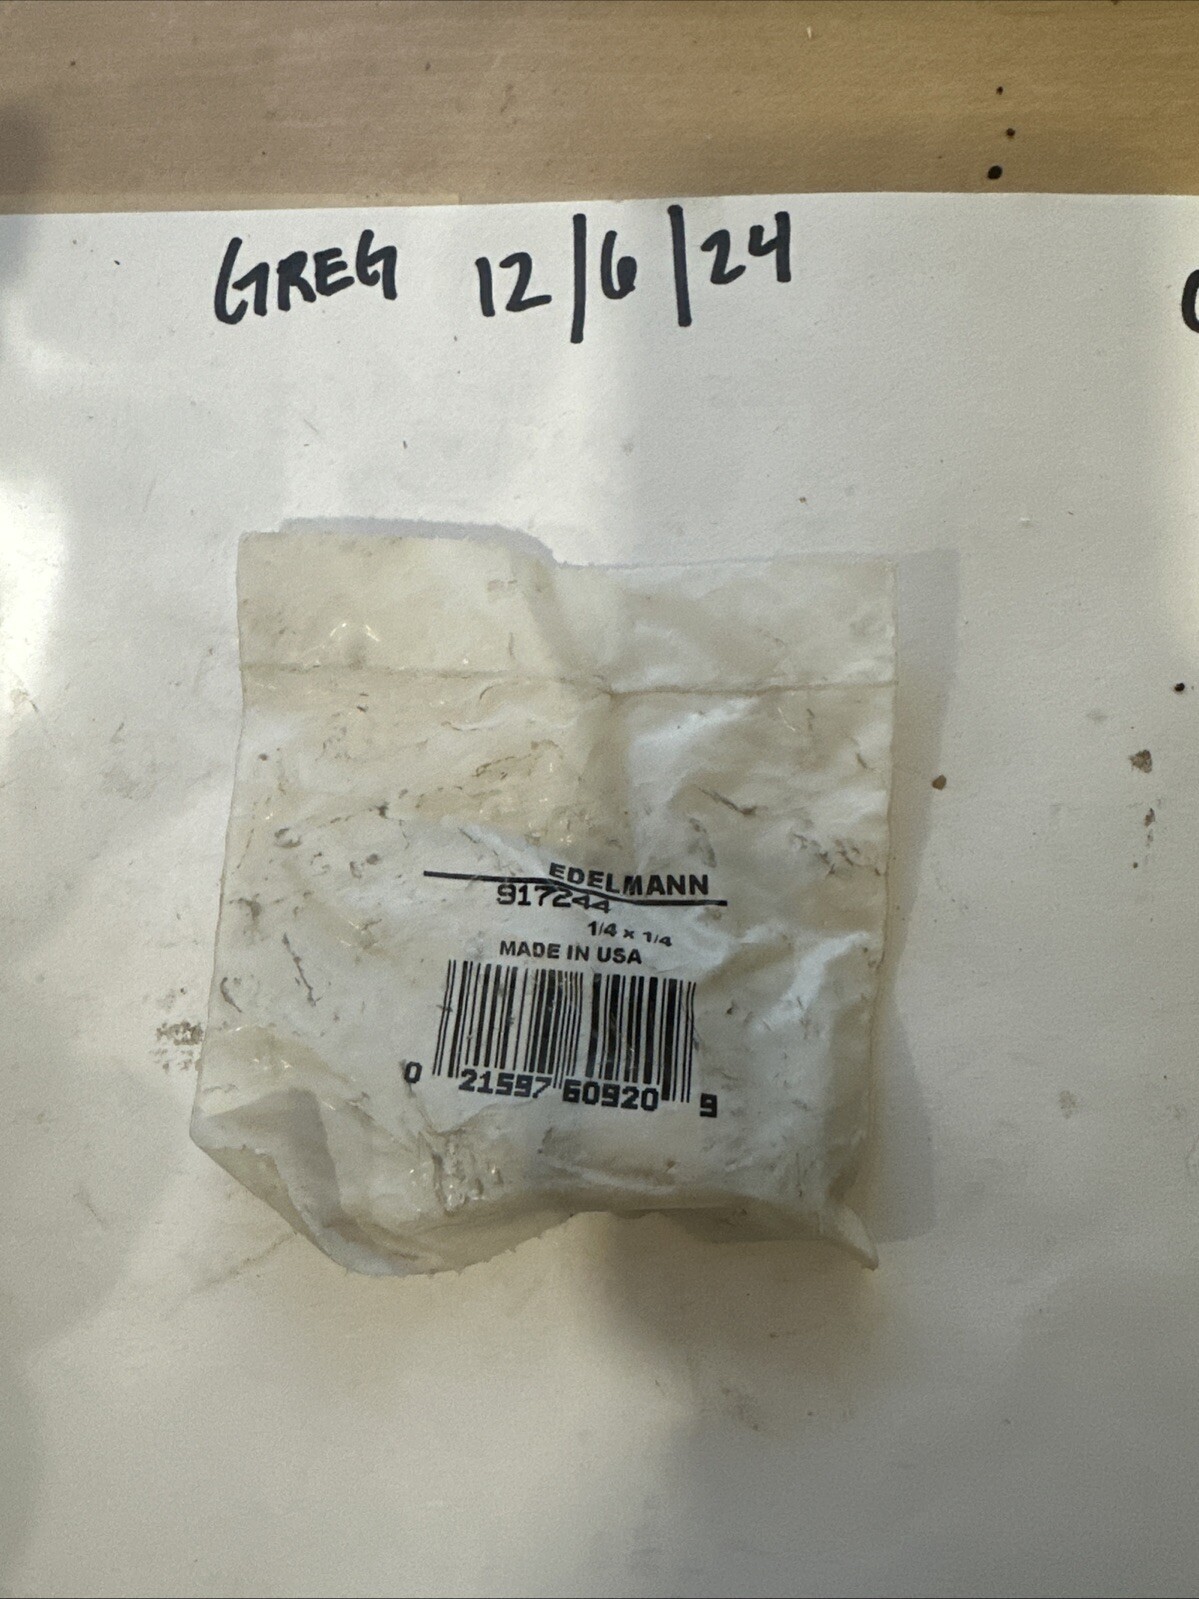 GREG 12/6/24
EDELMANN
917244
1/4 x 1/4
MADE IN USA
0 21597 60920 9